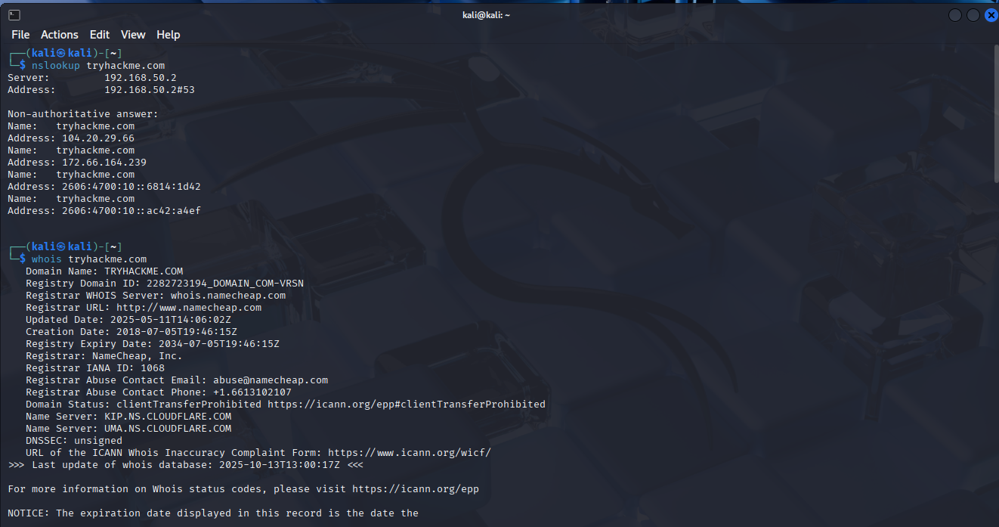 kali@kali: ~
File Actions Edit View Help
┌──(kali㉿kali)-[~]
└─$ nslookup tryhackme.com
Server:         192.168.50.2
Address:        192.168.50.2#53

Non-authoritative answer:
Name:   tryhackme.com
Address: 104.20.29.66
Name:   tryhackme.com
Address: 172.66.164.239
Name:   tryhackme.com
Address: 2606:4700:10::6814:1d42
Name:   tryhackme.com
Address: 2606:4700:10::ac42:a4ef

┌──(kali㉿kali)-[~]
└─$ whois tryhackme.com
   Domain Name: TRYHACKME.COM
   Registry Domain ID: 2282723194_DOMAIN_COM-VRSN
   Registrar WHOIS Server: whois.namecheap.com
   Registrar URL: http://www.namecheap.com
   Updated Date: 2025-05-11T14:06:02Z
   Creation Date: 2018-07-05T19:46:15Z
   Registry Expiry Date: 2034-07-05T19:46:15Z
   Registrar: NameCheap, Inc.
   Registrar IANA ID: 1068
   Registrar Abuse Contact Email: abuse@namecheap.com
   Registrar Abuse Contact Phone: +1.6613102107
   Domain Status: clientTransferProhibited https://icann.org/epp#clientTransferProhibited
   Name Server: KIP.NS.CLOUDFLARE.COM
   Name Server: UMA.NS.CLOUDFLARE.COM
   DNSSEC: unsigned
   URL of the ICANN Whois Inaccuracy Complaint Form: https://www.icann.org/wicf/
>>> Last update of whois database: 2025-10-13T13:00:17Z <<<

For more information on Whois status codes, please visit https://icann.org/epp

NOTICE: The expiration date displayed in this record is the date the